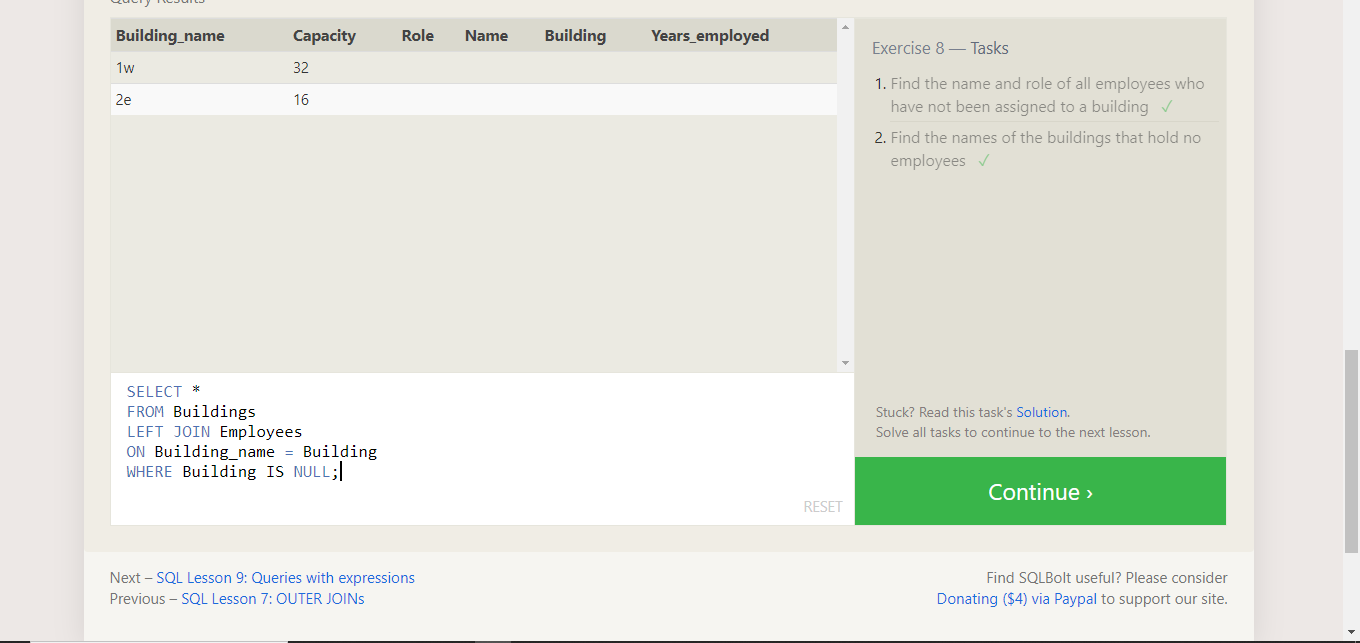 Query Results
Building_name Capacity Role Name Building Years_employed
1w 32
2e 16
SELECT *
FROM Buildings
LEFT JOIN Employees
ON Building_name = Building
WHERE Building IS NULL;
RESET
Exercise 8 — Tasks
1. Find the name and role of all employees who
have not been assigned to a building ✓
2. Find the names of the buildings that hold no
employees ✓
Stuck? Read this task's Solution.
Solve all tasks to continue to the next lesson.
Continue ›
Next – SQL Lesson 9: Queries with expressions
Previous – SQL Lesson 7: OUTER JOINs
Find SQLBolt useful? Please consider
Donating ($4) via Paypal to support our site.